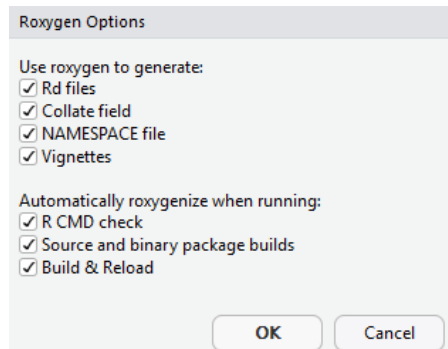 Roxygen Options
Use roxygen to generate:
Rd files
Collate field
NAMESPACE file
Vignettes
Automatically roxygenize when running:
R CMD check
Source and binary package builds
Build & Reload
OK Cancel